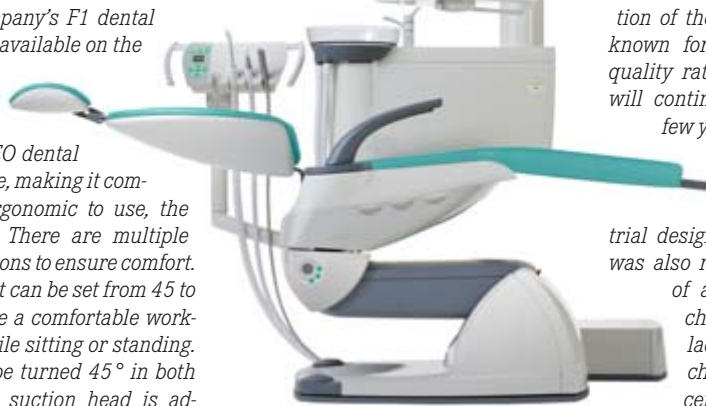 pany's F1 dental
available on the
EO dental
e, making it com-
rgonomic to use, the
There are multiple
ons to ensure comfort.
t can be set from 45 to
e a comfortable work-
ile sitting or standing.
be turned 45° in both
suction head is ad-
tion of the
known for
quality rat
will contin
few y
trial design
was also r
of a
ch
lac
ch
cet